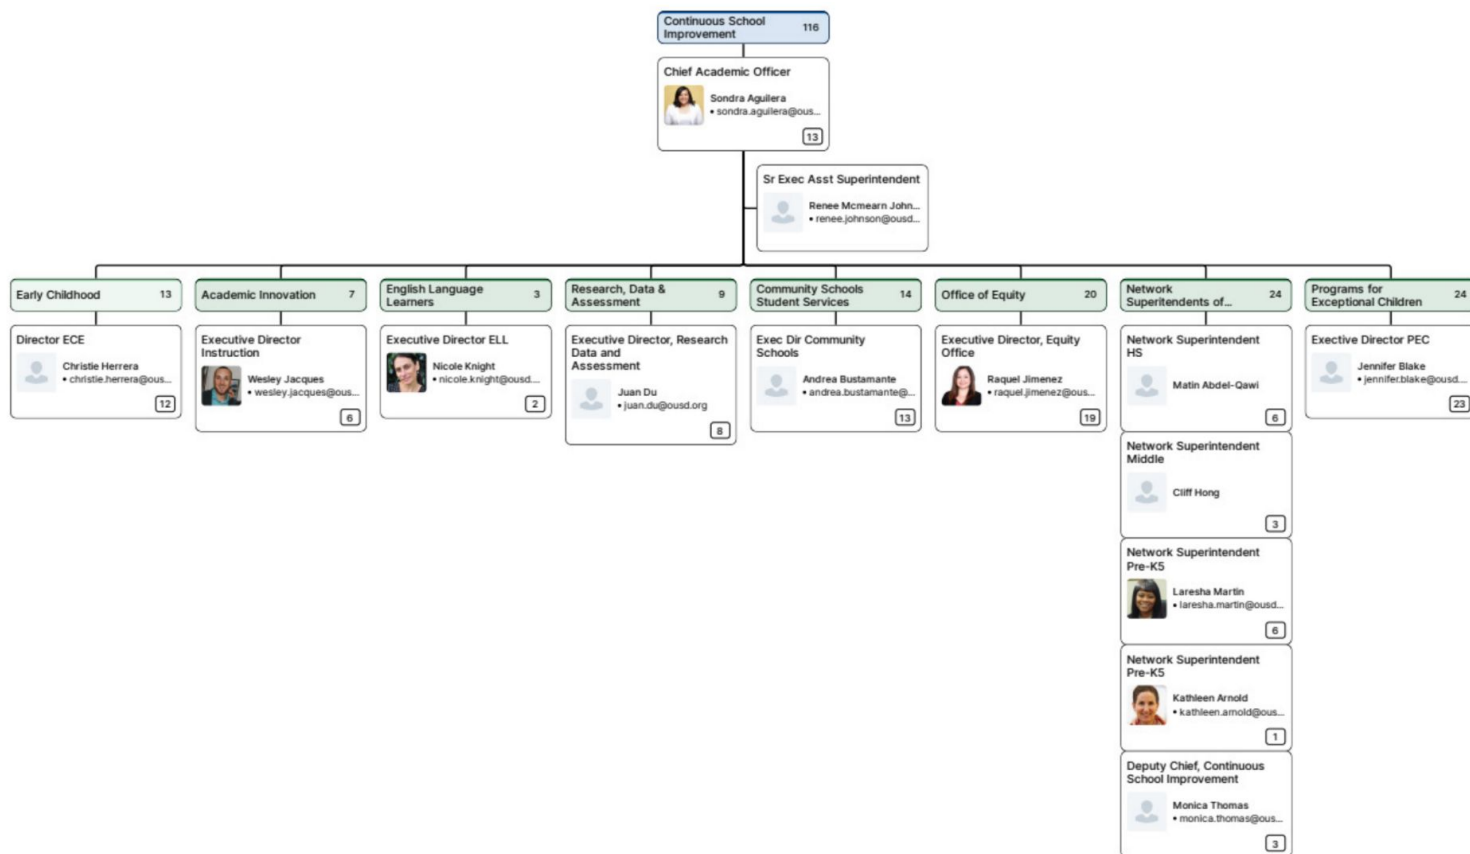 Continuous School
Improvement
116
Chief Academic Officer
Sondra Aguilera
• sondra.aguilera@ous...
13
Sr Exec Asst Superintendent
Renee Mcmearn John...
• renee.johnson@ousd...
Early Childhood
13
Director ECE
Christie Herrera
• christie.herrera@ous...
12
Academic Innovation
7
Executive Director
Instruction
Wesley Jacques
• wesley.jacques@ous...
6
English Language
Learners
3
Executive Director ELL
Nicole Knight
• nicole.knight@ousd....
2
Research, Data &
Assessment
9
Executive Director, Research
Data and
Assessment
Juan Du
• juan.du@ousd.org
8
Community Schools
Student Services
14
Exec Dir Community
Schools
Andrea Bustamante
• andrea.bustamante@...
13
Office of Equity
20
Executive Director, Equity
Office
Raquel Jimenez
• raquel.jimenez@ous...
19
Network
Superitendents of...
24
Network Superintendent
HS
Matin Abdel-Qawi
6
Network Superintendent
Middle
Cliff Hong
3
Network Superintendent
Pre-K5
Laresha Martin
• laresha.martin@ousd...
6
Network Superintendent
Pre-K5
Kathleen Arnold
• kathleen.arnold@ous...
1
Deputy Chief, Continuous
School Improvement
Monica Thomas
• monica.thomas@ous...
3
Programs for
Exceptional Children
24
Exective Director PEC
Jennifer Blake
• jennifer.blake@ousd....
23